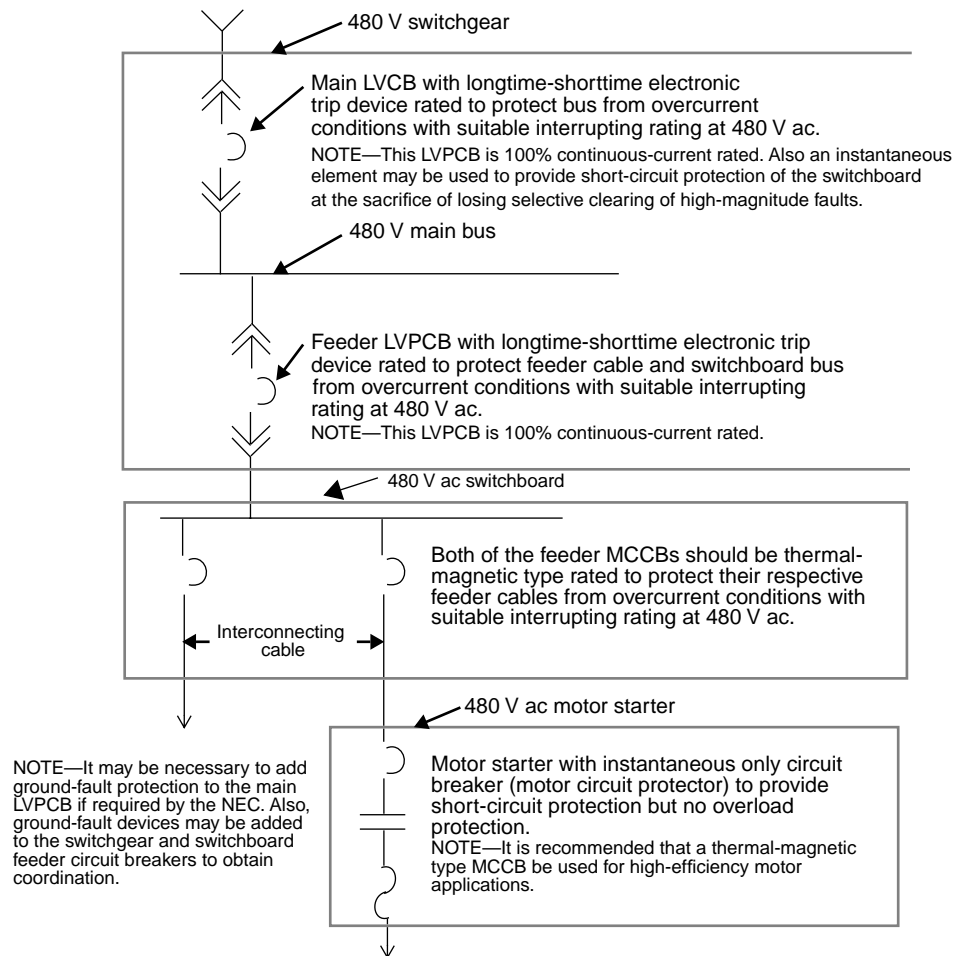 480 V switchgear
Main LVCB with longtime-shorttime electronic
trip device rated to protect bus from overcurrent
conditions with suitable interrupting rating at 480 V ac.
NOTE—This LVPCB is 100% continuous-current rated. Also an instantaneous
element may be used to provide short-circuit protection of the switchboard
at the sacrifice of losing selective clearing of high-magnitude faults.
480 V main bus
Feeder LVPCB with longtime-shorttime electronic trip
device rated to protect feeder cable and switchboard bus
from overcurrent conditions with suitable interrupting
rating at 480 V ac.
NOTE—This LVPCB is 100% continuous-current rated.
480 V ac switchboard
Both of the feeder MCCBs should be thermal-
magnetic type rated to protect their respective
feeder cables from overcurrent conditions with
suitable interrupting rating at 480 V ac.
Interconnecting
cable
480 V ac motor starter
NOTE—It may be necessary to add
ground-fault protection to the main
LVPCB if required by the NEC. Also,
ground-fault devices may be added
to the switchgear and switchboard
feeder circuit breakers to obtain
coordination.
Motor starter with instantaneous only circuit
breaker (motor circuit protector) to provide
short-circuit protection but no overload
protection.
NOTE—It is recommended that a thermal-magnetic
type MCCB be used for high-efficiency motor
applications.